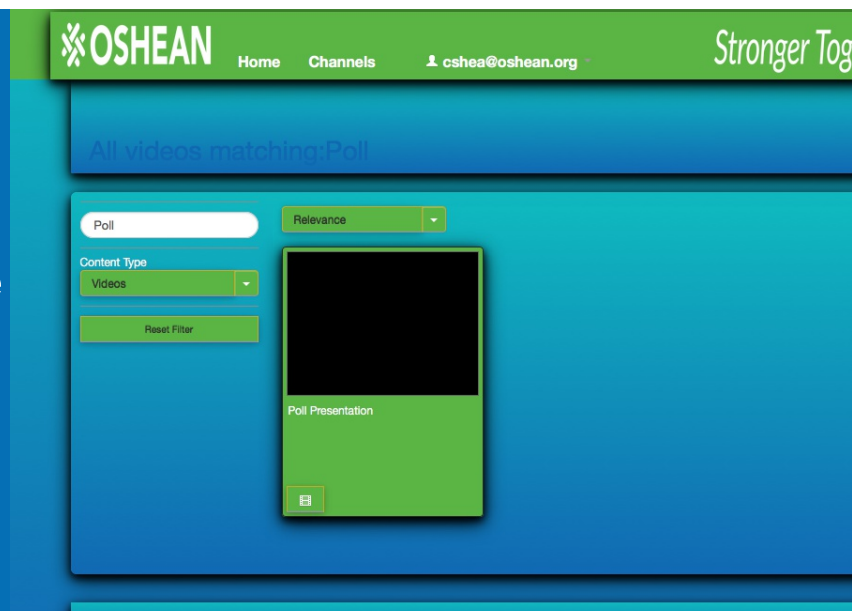 OSHEAN Home Channels cshea@oshean.org Stronger Tog
All videos matching:Poll
Poll
Relevance
Content Type
Videos
Reset Filter
Poll Presentation